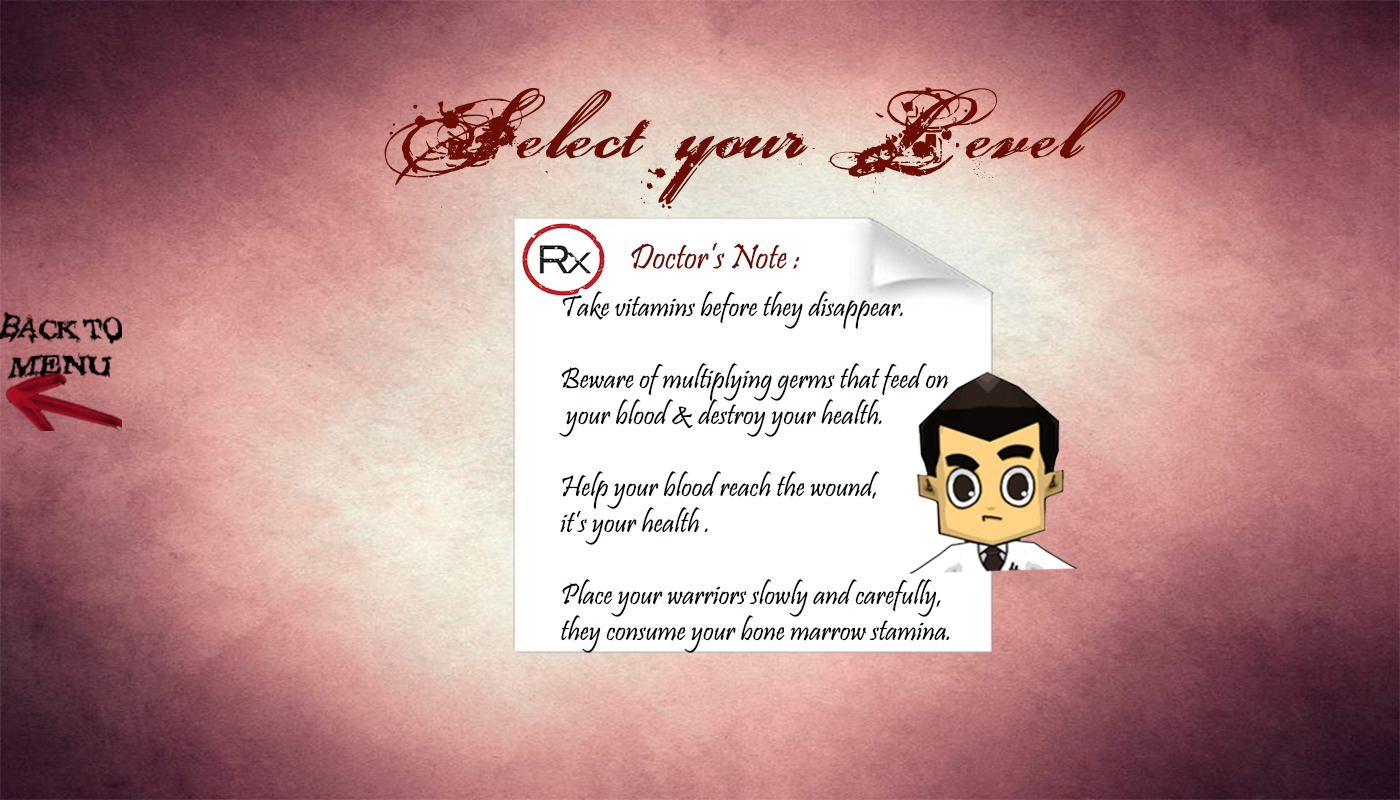 Select your Level
BACK TO
MENU
Rx
Doctor's Note :
Take vitamins before they disappear.
Beware of multiplying germs that feed on
your blood & destroy your health.
Help your blood reach the wound,
it's your health .
Place your warriors slowly and carefully,
they consume your bone marrow stamina.